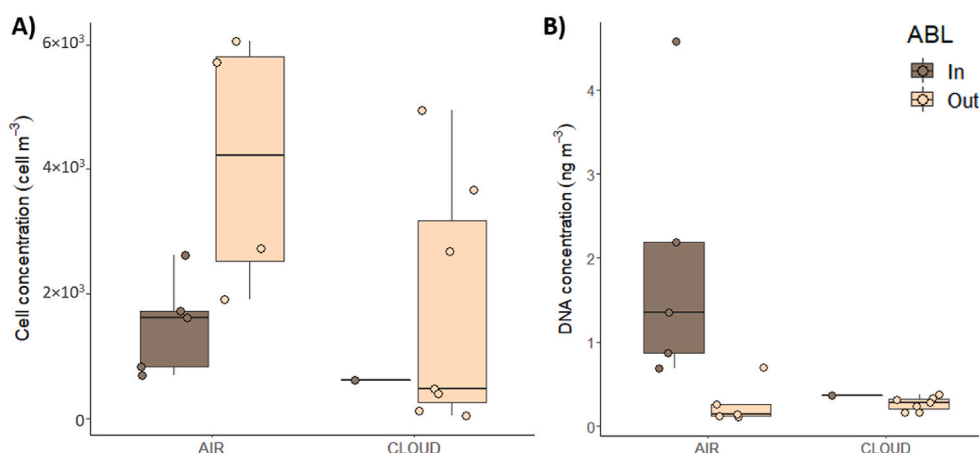 A)
Cell concentration (cell m⁻³)
6×10³
4×10³
2×10³
0
AIR
CLOUD
B)
DNA concentration (ng m⁻³)
4
3
2
1
0
AIR
CLOUD
ABL
In
Out